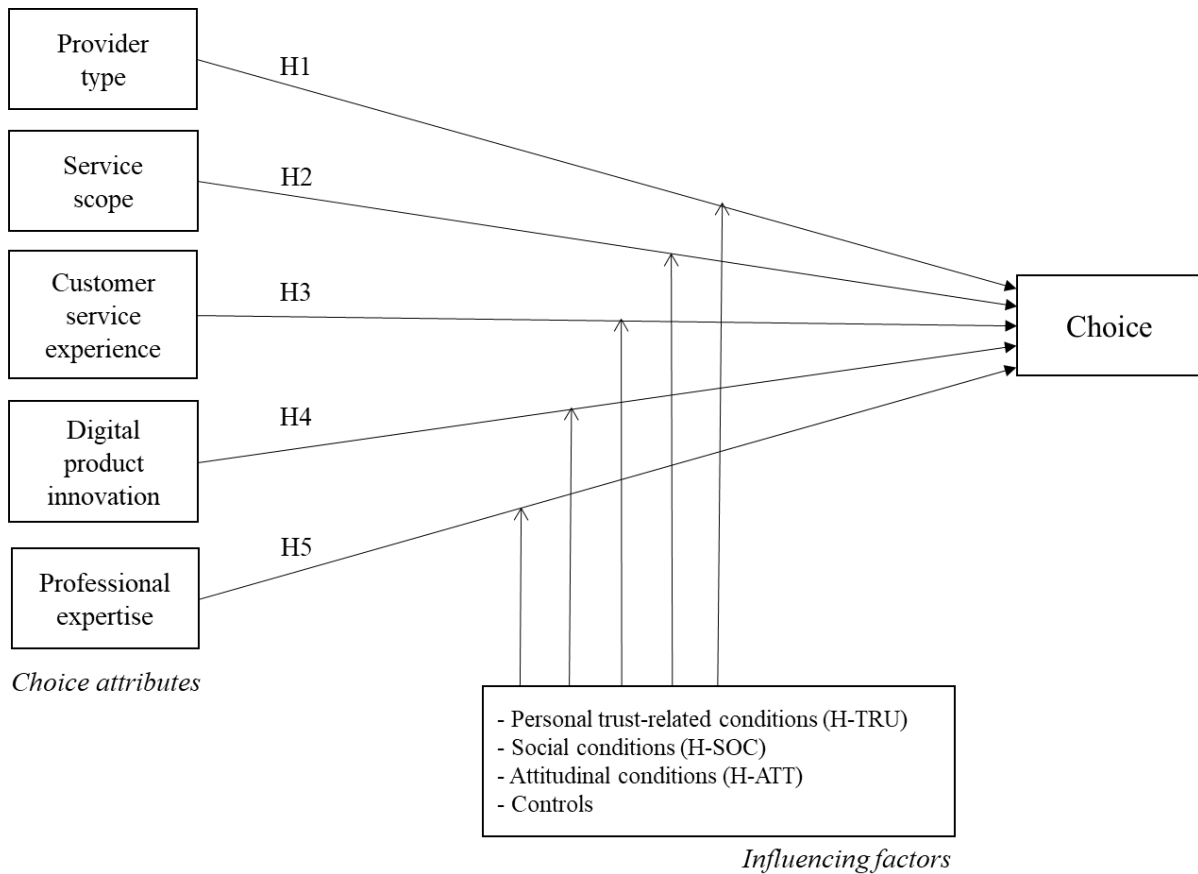 Provider
type
H1
Service
scope
H2
Customer
service
experience
H3
Choice
Digital
product
innovation
H4
Professional
expertise
H5
Choice attributes
- Personal trust-related conditions (H-TRU)
- Social conditions (H-SOC)
- Attitudinal conditions (H-ATT)
- Controls
Influencing factors